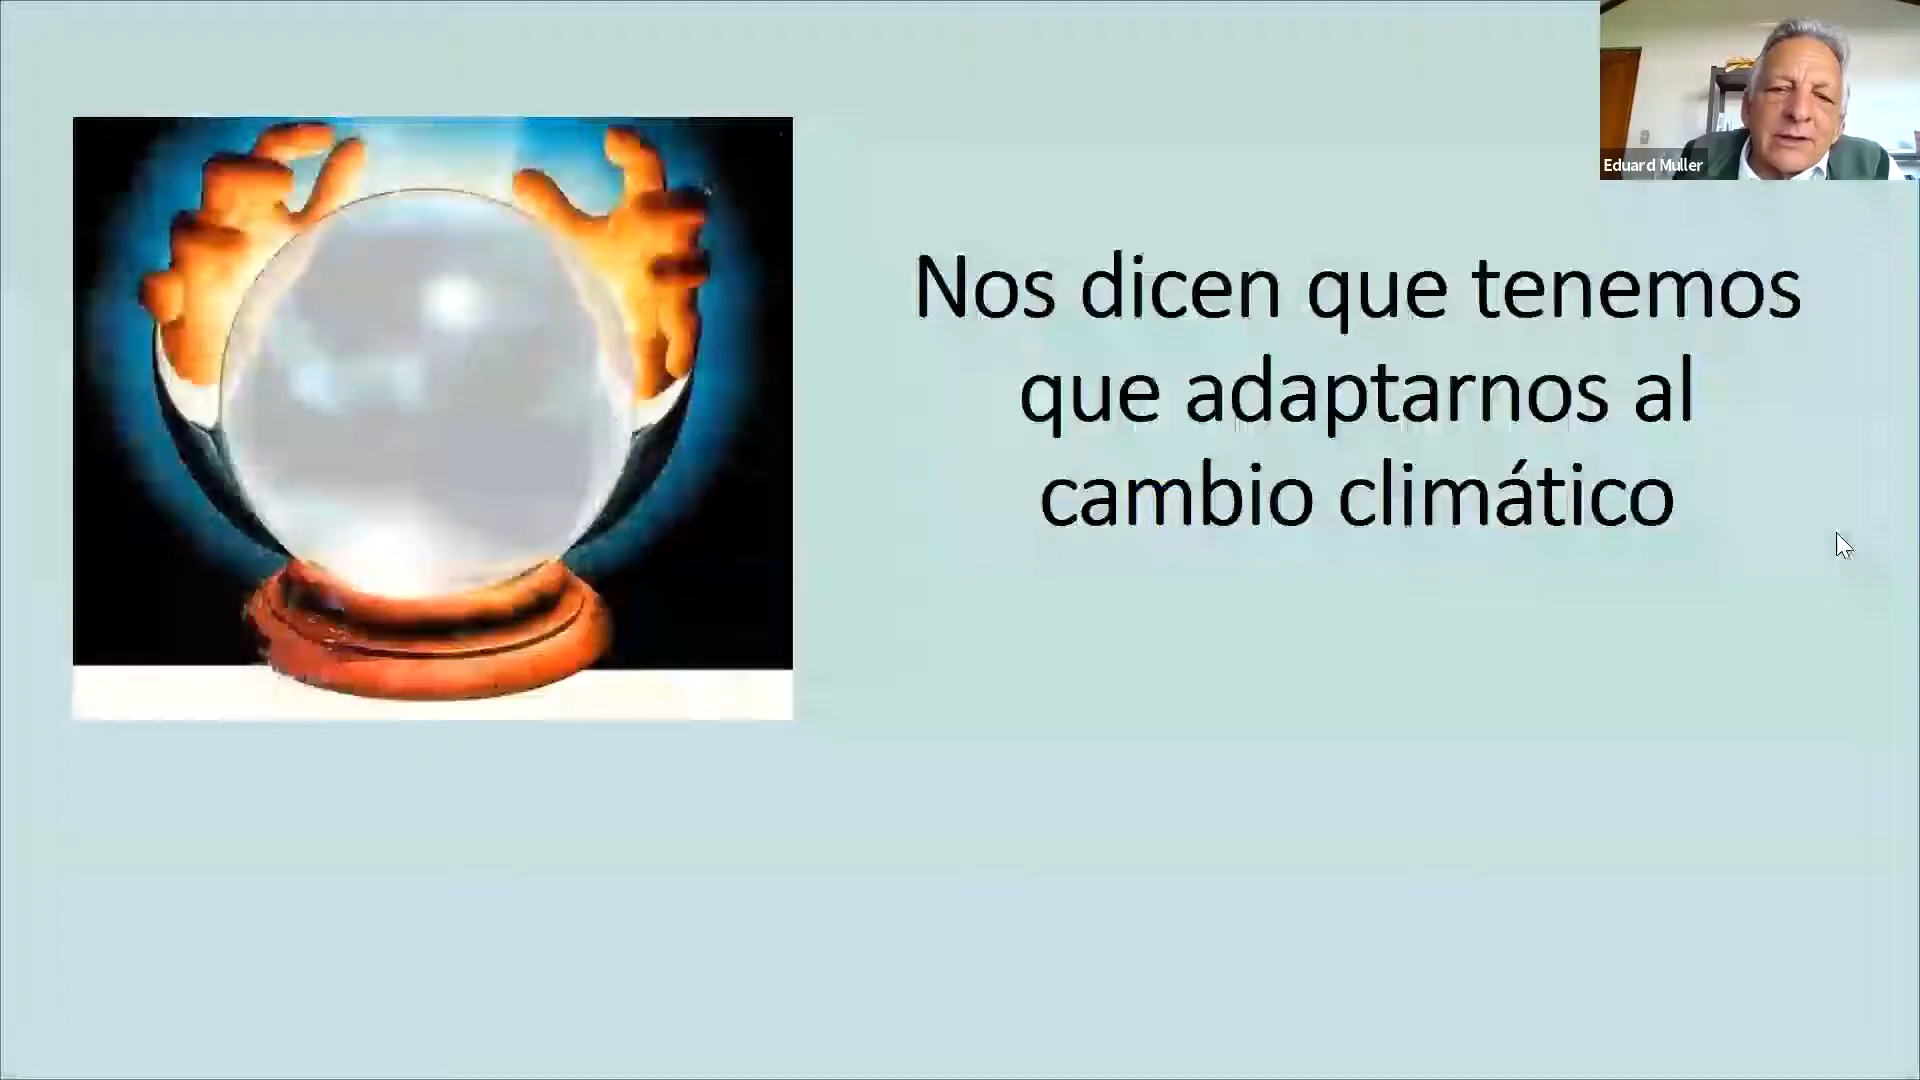 Eduard Muller
Nos dicen que tenemos
que adaptarnos al
cambio climático